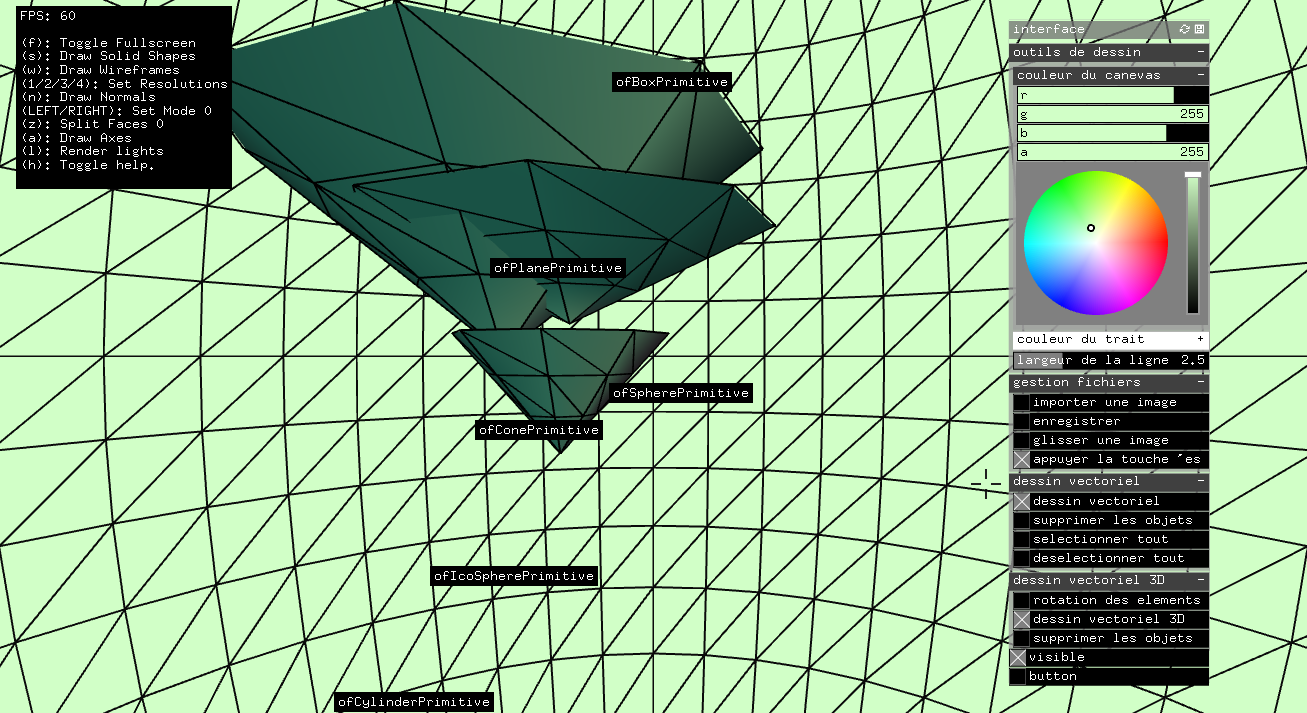 FPS: 60
(f): Toggle Fullscreen
(s): Draw Solid Shapes
(w): Draw Wireframes
(1/2/3/4): Set Resolutions
(n): Draw Normals
(LEFT/RIGHT): Set Mode 0
(z): Split Faces 0
(a): Draw Axes
(l): Render lights
(h): Toggle help.
ofBoxPrimitive
ofPlanePrimitive
ofSpherePrimitive
ofConePrimitive
ofIcoSpherePrimitive
ofCylinderPrimitive
interface
outils de dessin -
couleur du canevas -
r
g 255
b
a 255
couleur du trait +
largeur de la ligne 2.5
gestion fichiers -
importer une image
enregistrer
glisser une image
appuyer la touche ´es
dessin vectoriel -
dessin vectoriel
supprimer les objets
selectionner tout
deselectionner tout
dessin vectoriel 3D -
rotation des elements
dessin vectoriel 3D
supprimer les objets
visible
button